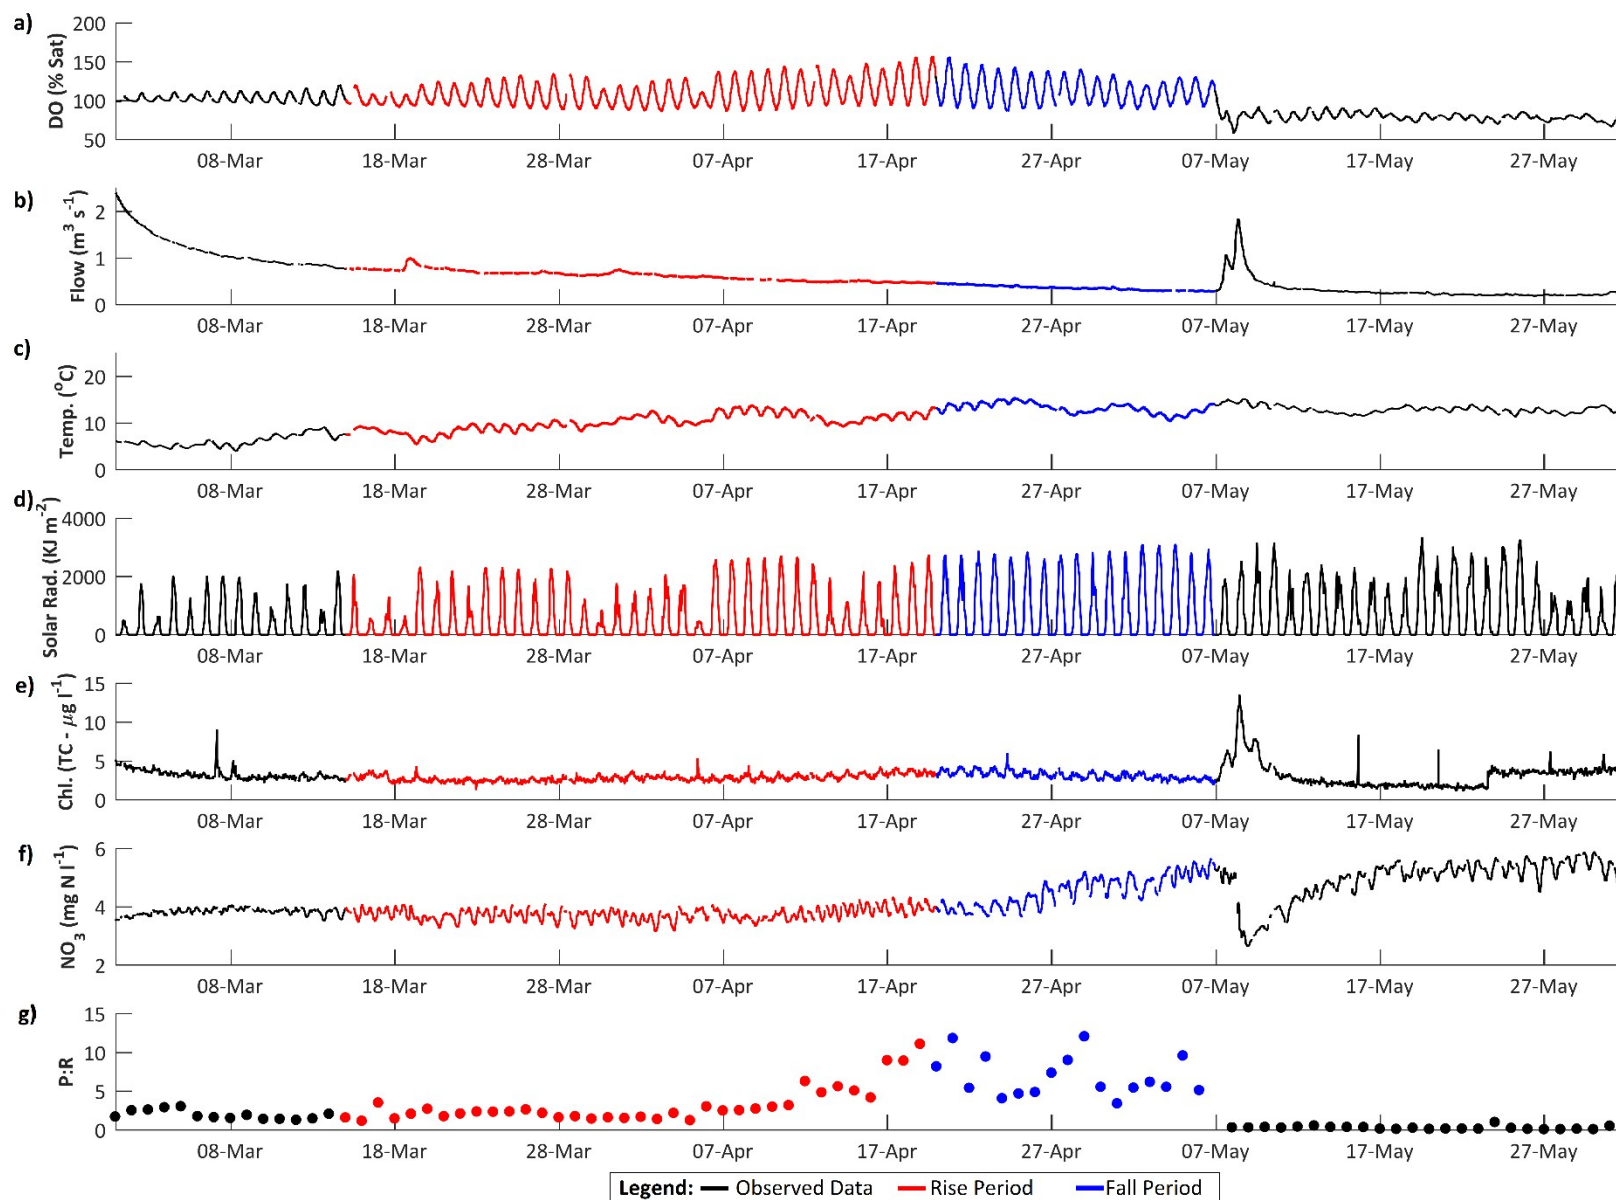 a)
DO (% Sat)
200
150
100
50
08-Mar 18-Mar 28-Mar 07-Apr 17-Apr 27-Apr 07-May 17-May 27-May
b)
Flow (m³ s⁻¹)
2
1
0
08-Mar 18-Mar 28-Mar 07-Apr 17-Apr 27-Apr 07-May 17-May 27-May
c)
Temp. (°C)
20
10
0
08-Mar 18-Mar 28-Mar 07-Apr 17-Apr 27-Apr 07-May 17-May 27-May
d)
Solar Rad. (KJ m⁻²)
4000
2000
0
08-Mar 18-Mar 28-Mar 07-Apr 17-Apr 27-Apr 07-May 17-May 27-May
e)
Chl. (TC - μg l⁻¹)
15
10
5
0
08-Mar 18-Mar 28-Mar 07-Apr 17-Apr 27-Apr 07-May 17-May 27-May
f)
NO₃ (mg N l⁻¹)
6
4
2
08-Mar 18-Mar 28-Mar 07-Apr 17-Apr 27-Apr 07-May 17-May 27-May
g)
P:R
15
10
5
0
08-Mar 18-Mar 28-Mar 07-Apr 17-Apr 27-Apr 07-May 17-May 27-May
Legend: Observed Data Rise Period Fall Period